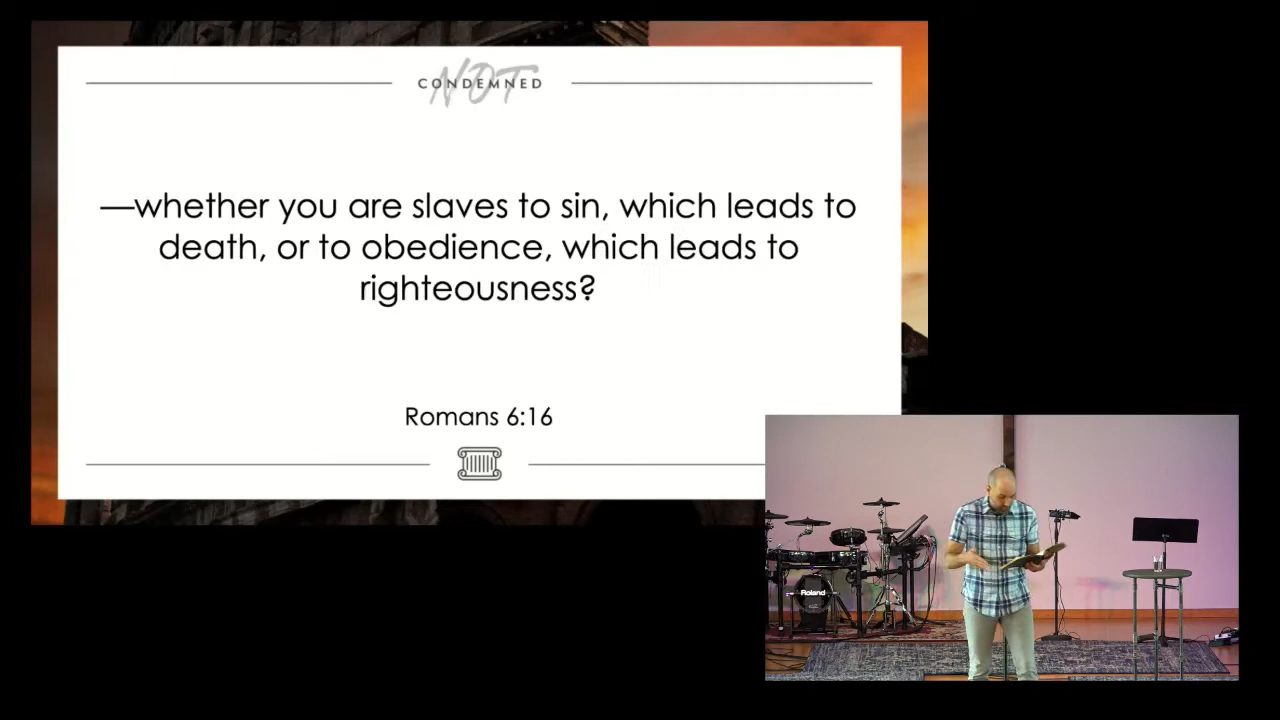 NOT
CONDEMNED
—whether you are slaves to sin, which leads to
death, or to obedience, which leads to
righteousness?
Romans 6:16
Roland